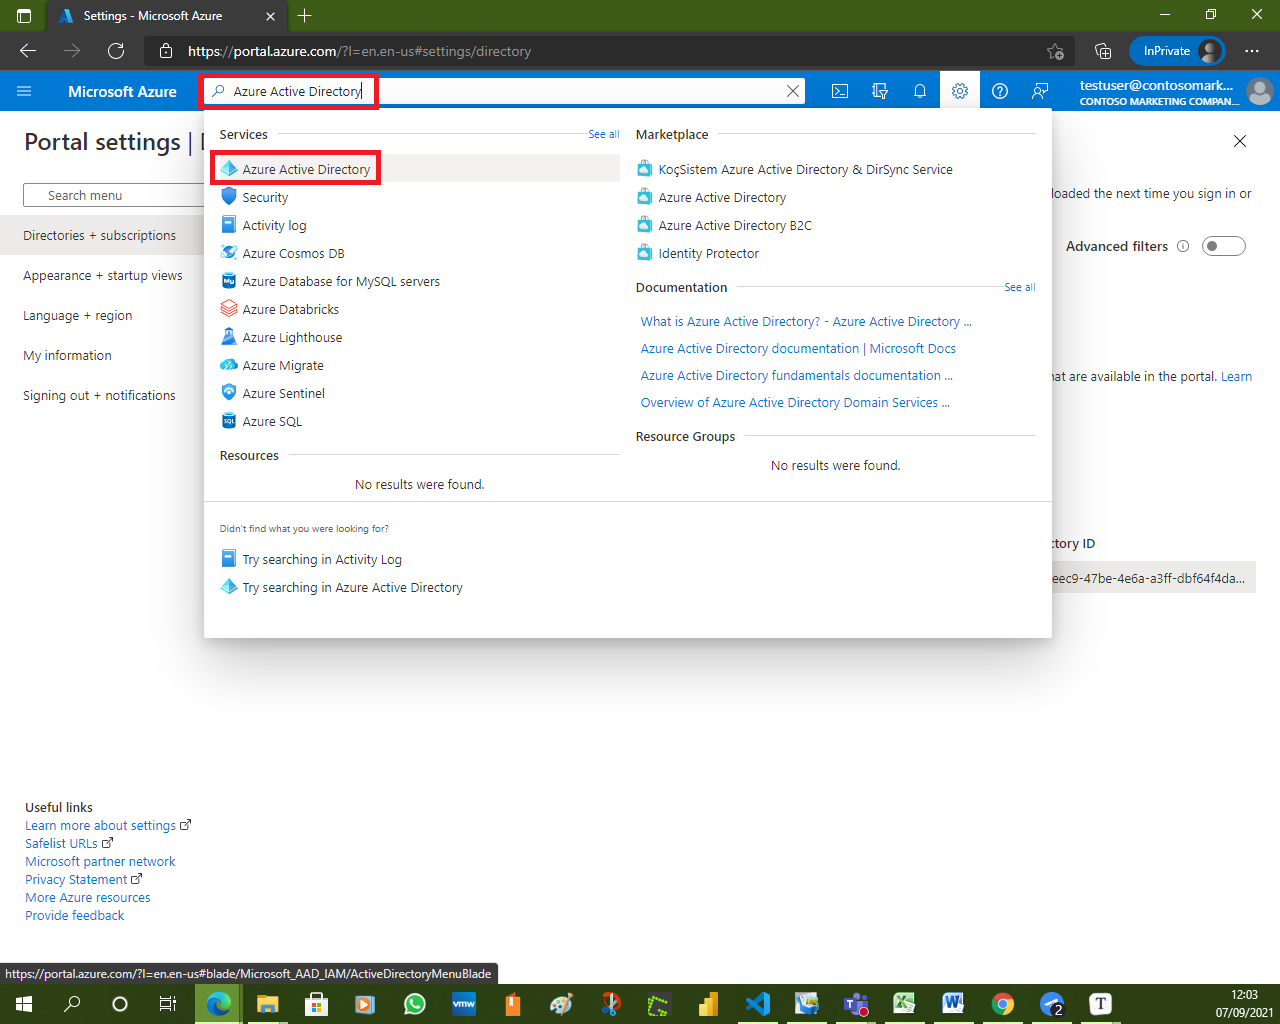 Settings - Microsoft Azure
https://portal.azure.com/?l=en.en-us#settings/directory
InPrivate
Microsoft Azure
Azure Active Directory
testuser@contosomark...
CONTOSO MARKETING COMPAN...
Portal settings |
Search menu
Directories + subscriptions
Appearance + startup views
Language + region
My information
Signing out + notifications
Services
See all
Azure Active Directory
Security
Activity log
Azure Cosmos DB
Azure Database for MySQL servers
Azure Databricks
Azure Lighthouse
Azure Migrate
Azure Sentinel
Azure SQL
Resources
No results were found.
Marketplace
KoçSistem Azure Active Directory & DirSync Service
Azure Active Directory
Azure Active Directory B2C
Identity Protector
Documentation
See all
What is Azure Active Directory? - Azure Active Directory ...
Azure Active Directory documentation | Microsoft Docs
Azure Active Directory fundamentals documentation ...
Overview of Azure Active Directory Domain Services ...
Resource Groups
No results were found.
Didn't find what you were looking for?
Try searching in Activity Log
Try searching in Azure Active Directory
loaded the next time you sign in or
Advanced filters
hat are available in the portal. Learn
ctory ID
eec9-47be-4e6a-a3ff-dbf64f4da...
Useful links
Learn more about settings
Safelist URLs
Microsoft partner network
Privacy Statement
More Azure resources
Provide feedback
https://portal.azure.com/?l=en.en-us#blade/Microsoft_AAD_IAM/ActiveDirectoryMenuBlade
vmw
2
T
12:03
07/09/2021